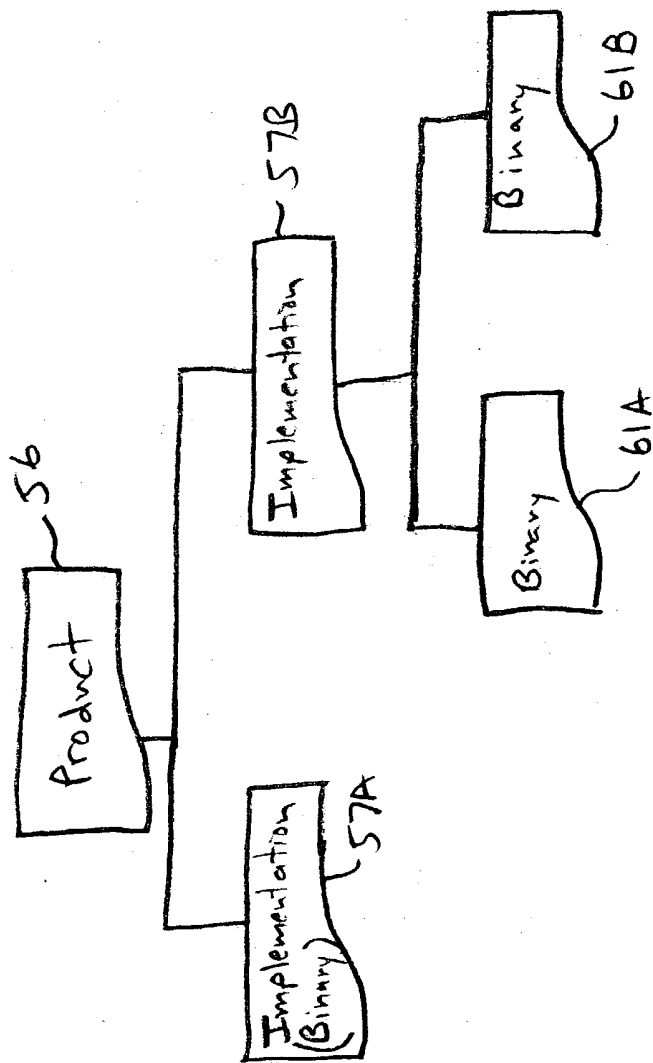 Product
56
Implementation
(Binary)
57A
Implementation
57B
Binary
61A
Binary
61B